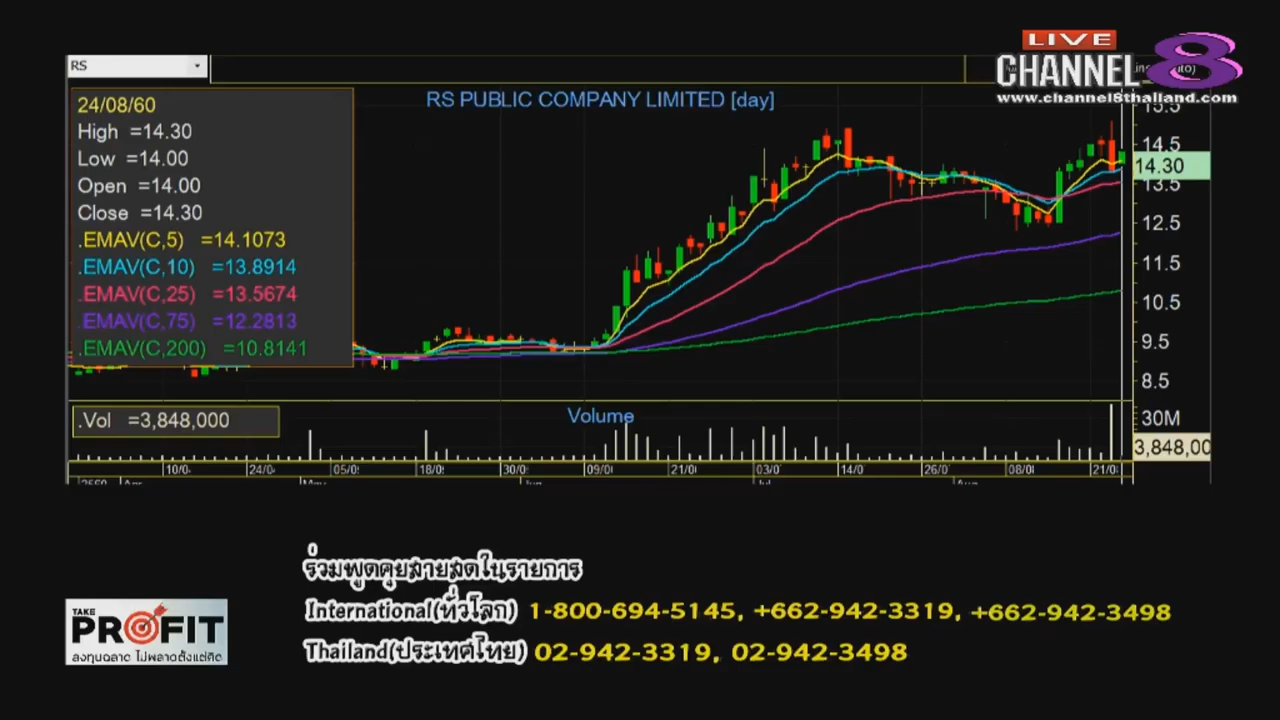 LIVE
CHANNEL 8
www.channel8thailand.com
RS
RS PUBLIC COMPANY LIMITED [day]
24/08/60
High =14.30
Low =14.00
Open =14.00
Close =14.30
.EMAV(C,5) =14.1073
.EMAV(C,10) =13.8914
.EMAV(C,25) =13.5674
.EMAV(C,75) =12.2813
.EMAV(C,200) =10.8141
15.5
14.5
14.30
13.5
12.5
11.5
10.5
9.5
8.5
.Vol =3,848,000
Volume
30M
3,848,00
10/0 24/0 05/0 18/0 30/0 09/0 21/0 03/0 14/0 26/0 08/0 21/0
2560 Apr May Jun Jul Aug
ร่วมพูดคุยสายสดในรายการ
International(ทั่วโลก) 1-800-694-5145, +662-942-3319, +662-942-3498
Thailand(ประเทศไทย) 02-942-3319, 02-942-3498
TAKE
PROFIT
ลงทุนฉลาด ไม่พลาดตั้งแต่คิด